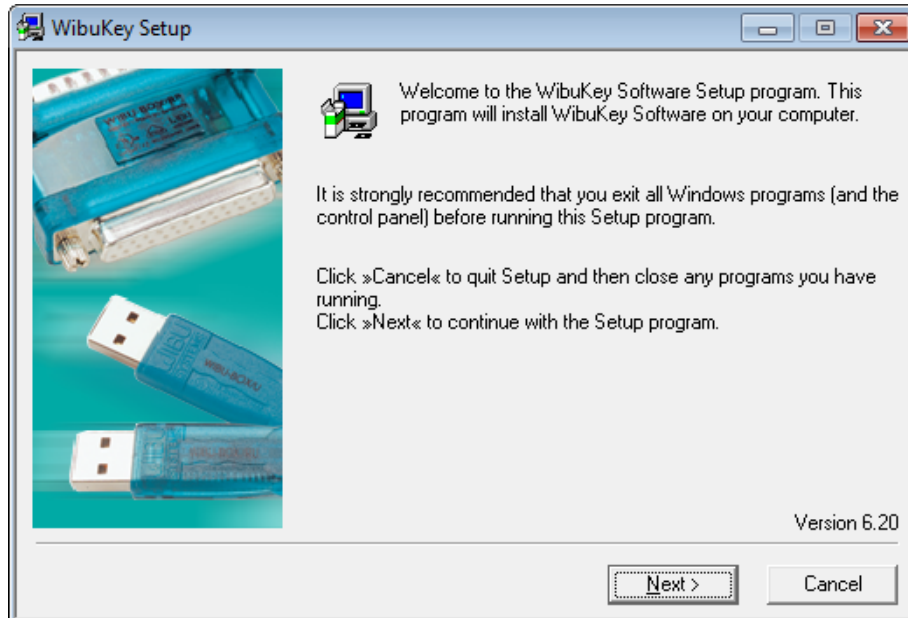 WibuKey Setup
Welcome to the WibuKey Software Setup program. This
program will install WibuKey Software on your computer.
It is strongly recommended that you exit all Windows programs (and the
control panel) before running this Setup program.
Click »Cancel« to quit Setup and then close any programs you have
running.
Click »Next« to continue with the Setup program.
WIBU-BOX/U
Version 6.20
Next >
Cancel